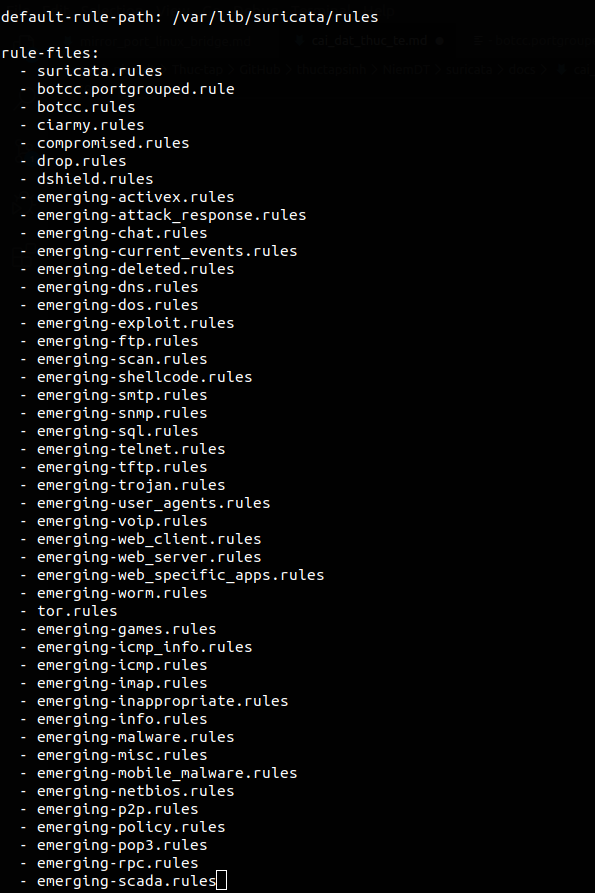 default-rule-path: /var/lib/suricata/rules
rule-files:
- suricata.rules
- botcc.portgrouped.rule
- botcc.rules
- ciarmy.rules
- compromised.rules
- drop.rules
- dshield.rules
- emerging-activex.rules
- emerging-attack_response.rules
- emerging-chat.rules
- emerging-current_events.rules
- emerging-deleted.rules
- emerging-dns.rules
- emerging-dos.rules
- emerging-exploit.rules
- emerging-ftp.rules
- emerging-scan.rules
- emerging-shellcode.rules
- emerging-smtp.rules
- emerging-snmp.rules
- emerging-sql.rules
- emerging-telnet.rules
- emerging-tftp.rules
- emerging-trojan.rules
- emerging-user_agents.rules
- emerging-voip.rules
- emerging-web_client.rules
- emerging-web_server.rules
- emerging-web_specific_apps.rules
- emerging-worm.rules
- tor.rules
- emerging-games.rules
- emerging-icmp_info.rules
- emerging-icmp.rules
- emerging-imap.rules
- emerging-inappropriate.rules
- emerging-info.rules
- emerging-malware.rules
- emerging-misc.rules
- emerging-mobile_malware.rules
- emerging-netbios.rules
- emerging-p2p.rules
- emerging-policy.rules
- emerging-pop3.rules
- emerging-rpc.rules
- emerging-scada.rules